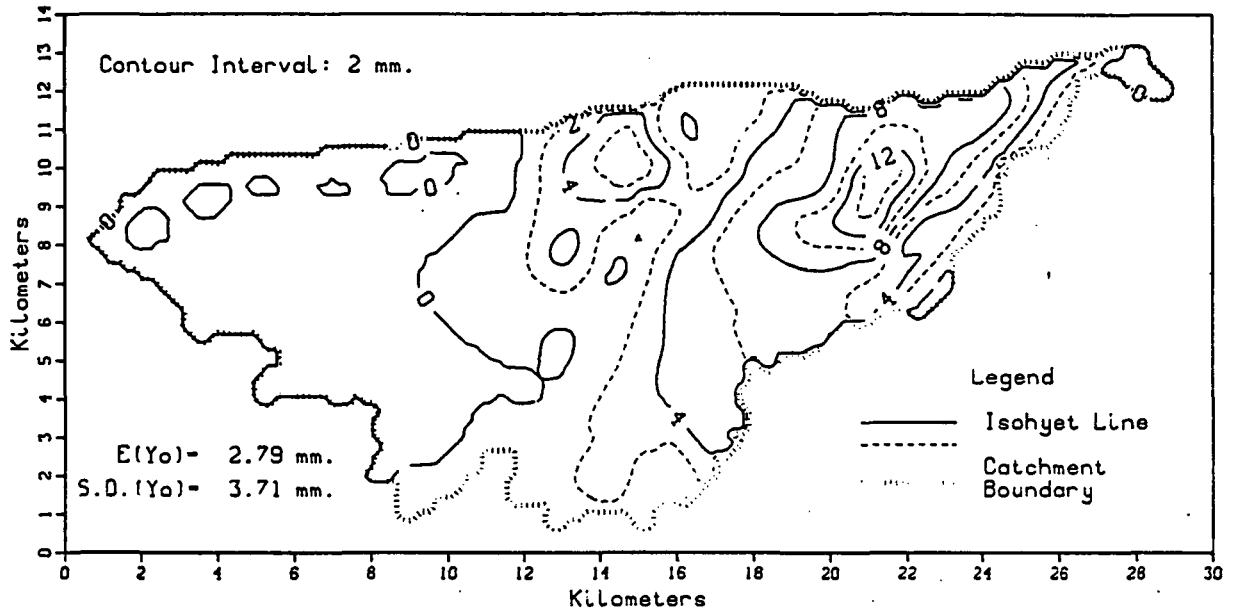 14
13
12
11
10
9
8
7
6
5
4
3
2
1
0
Kilometers
Contour Interval: 2 mm.
0
0
0
0
0
2
4
4
8
12
8
4
0
E(Yo)= 2.79 mm.
S.D.(Yo)= 3.71 mm.
Legend
Isohyet Line
Catchment
Boundary
0 2 4 6 8 10 12 14 16 18 20 22 24 26 28 30
Kilometers